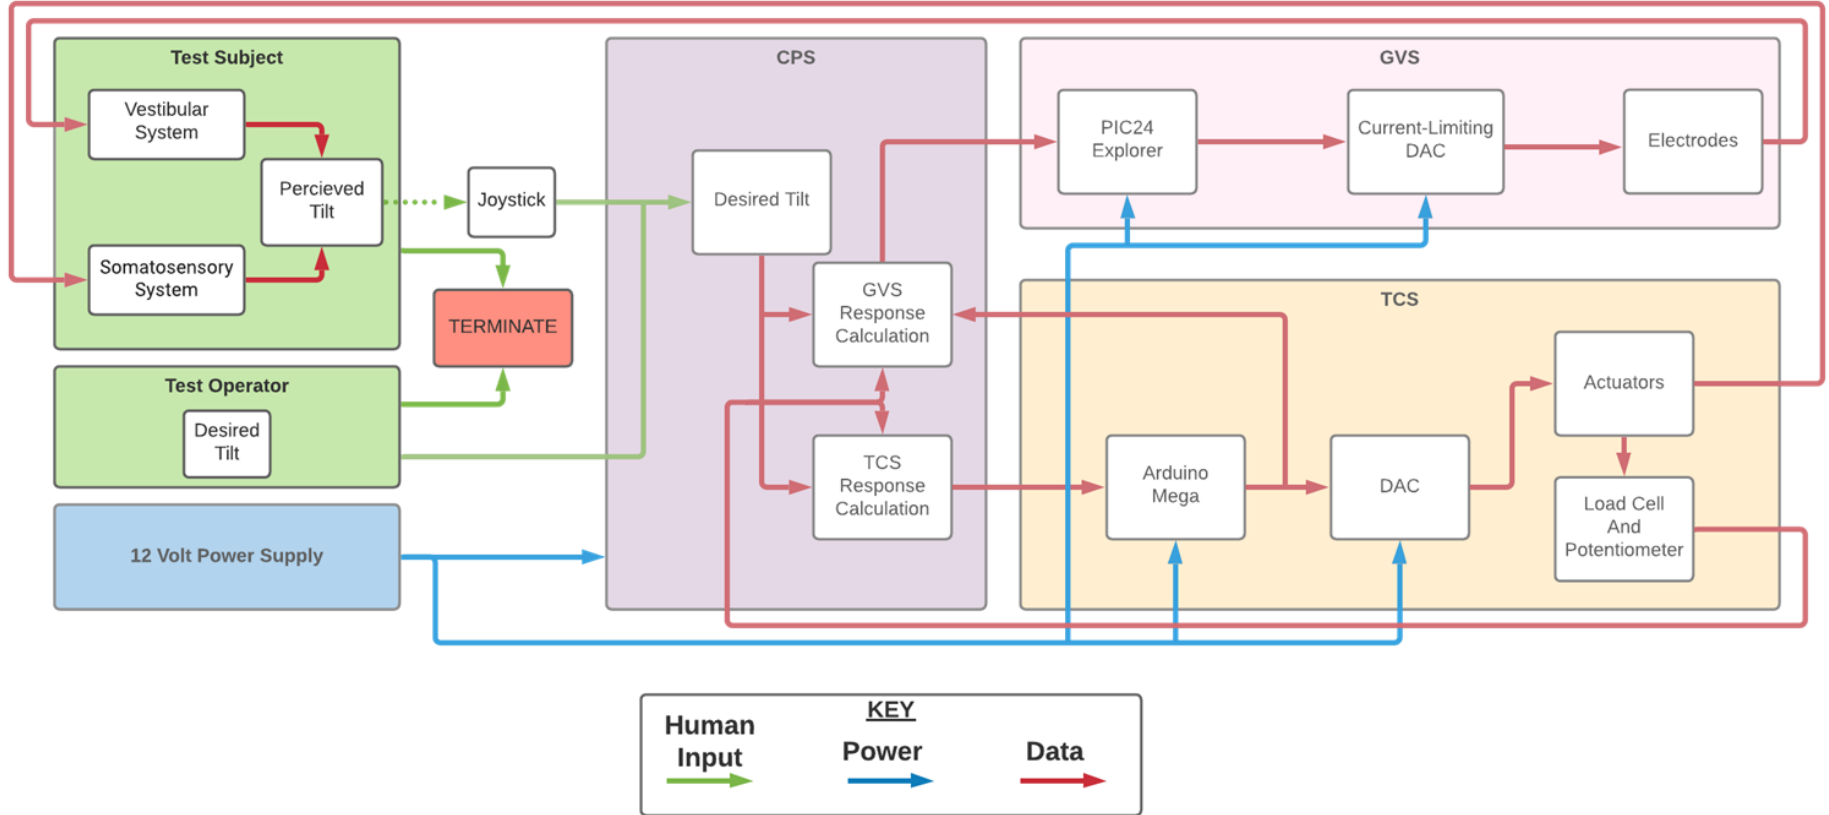 Test Subject
Vestibular
System
Percieved
Tilt
Somatosensory
System
Joystick
TERMINATE
Test Operator
Desired
Tilt
12 Volt Power Supply
CPS
Desired Tilt
GVS
Response
Calculation
TCS
Response
Calculation
GVS
PIC24
Explorer
Current-Limiting
DAC
Electrodes
TCS
Arduino
Mega
DAC
Actuators
Load Cell
And
Potentiometer
KEY
Human
Input
Power
Data